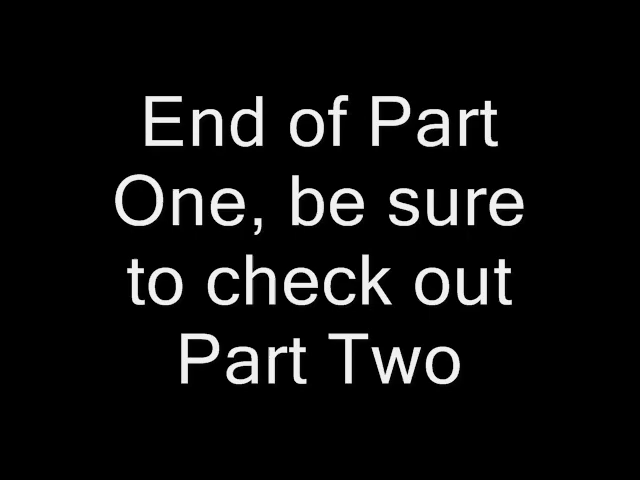 End of Part
One, be sure
to check out
Part Two